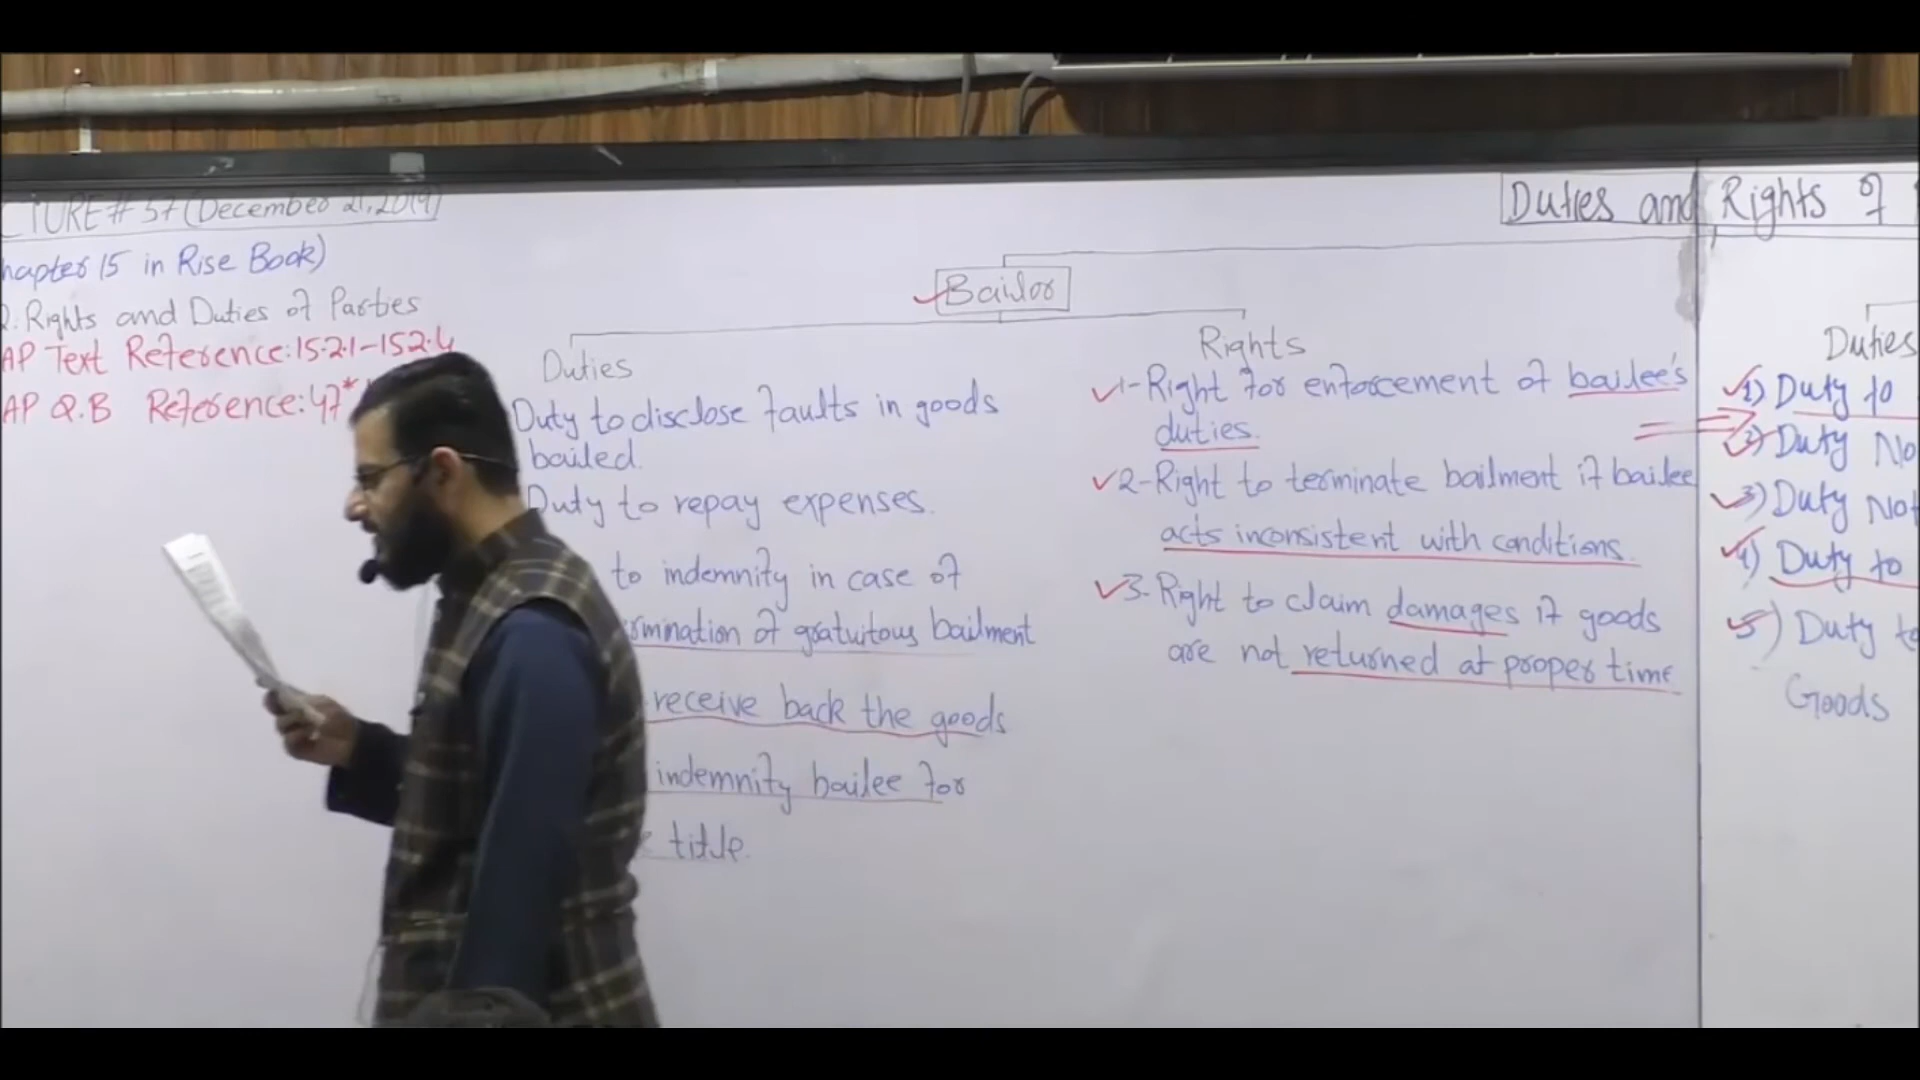 LECTURE # 57 (December 21, 2019)
Chapter 15 in Rise Book)
2. Rights and Duties of Parties
AP Text Reference: 15.2.1-15.2.4
AP Q.B Reference: 47*
Duties and Rights of
Bailor
Duties
Duty to disclose faults in goods
bailed.
Duty to repay expenses.
to indemnity in case of
rmination of gratuitous bailment
receive back the goods
indemnity bailee for
title.
Rights
1- Right for enforcement of bailee's
duties.
2- Right to terminate bailment if bailee
acts inconsistent with conditions.
3- Right to claim damages if goods
are not returned at proper time
Duties
1) Duty to
2) Duty No
3) Duty Not
4) Duty to
5) Duty to
Goods